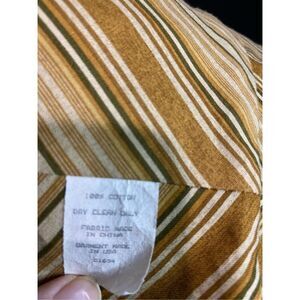 100% COTTON
DRY CLEAN ONLY
FABRIC MADE
IN CHINA
GARMENT MADE
IN USA